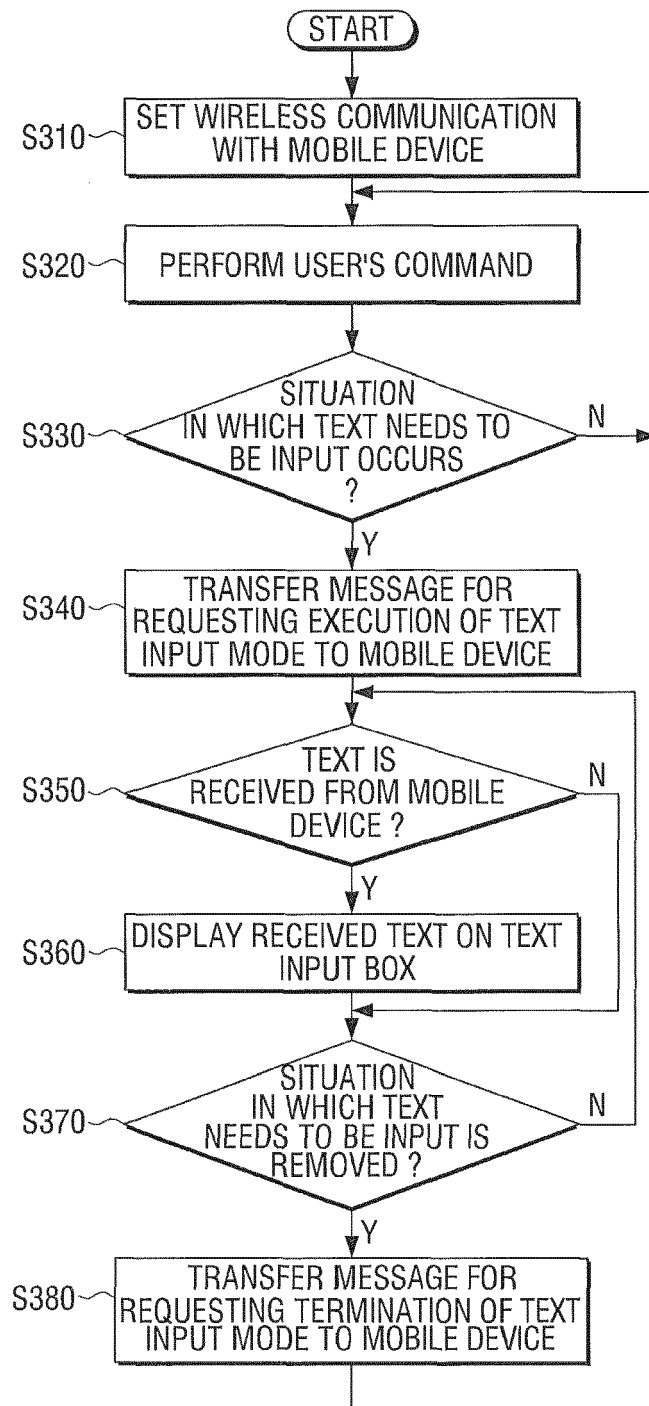 START
S310
SET WIRELESS COMMUNICATION
WITH MOBILE DEVICE
S320
PERFORM USER'S COMMAND
S330
SITUATION
IN WHICH TEXT NEEDS TO
BE INPUT OCCURS
?
N
Y
S340
TRANSFER MESSAGE FOR
REQUESTING EXECUTION OF TEXT
INPUT MODE TO MOBILE DEVICE
S350
TEXT IS
RECEIVED FROM MOBILE
DEVICE ?
N
Y
S360
DISPLAY RECEIVED TEXT ON TEXT
INPUT BOX
S370
SITUATION
IN WHICH TEXT
NEEDS TO BE INPUT IS
REMOVED ?
N
Y
S380
TRANSFER MESSAGE FOR
REQUESTING TERMINATION OF TEXT
INPUT MODE TO MOBILE DEVICE